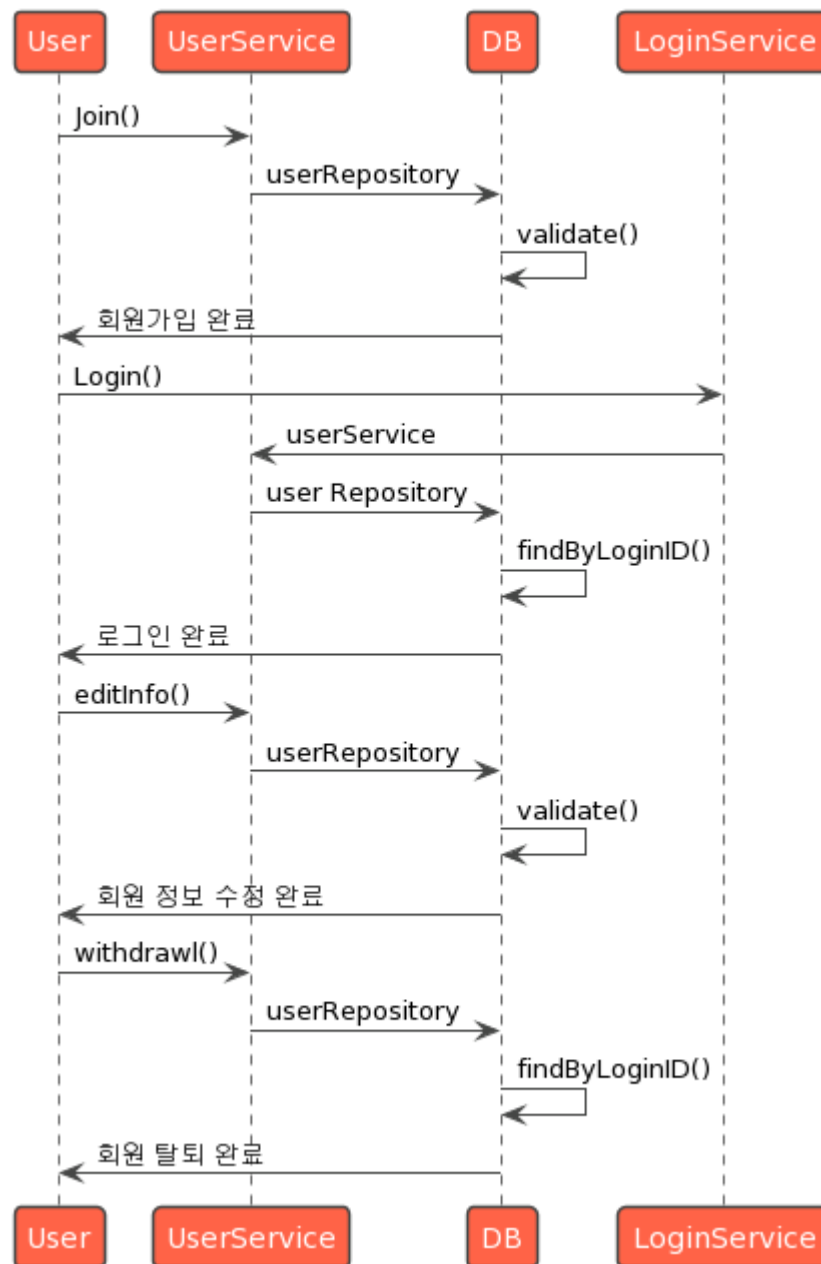 User UserService DB LoginService
Join()
userRepository
validate()
회원가입 완료
Login()
userService
user Repository
findByLoginID()
로그인 완료
editInfo()
userRepository
validate()
회원 정보 수정 완료
withdrawl()
userRepository
findByLoginID()
회원 탈퇴 완료
User UserService DB LoginService